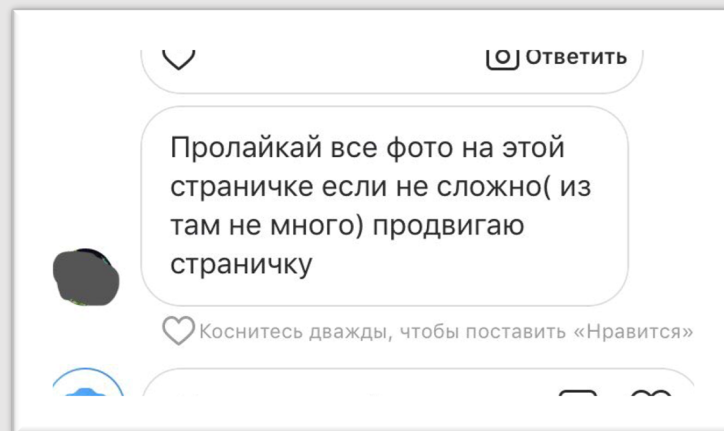 Ответить
Пролайкай все фото на этой
страничке если не сложно( из
там не много) продвигаю
страничку
Коснитесь дважды, чтобы поставить «Нравится»